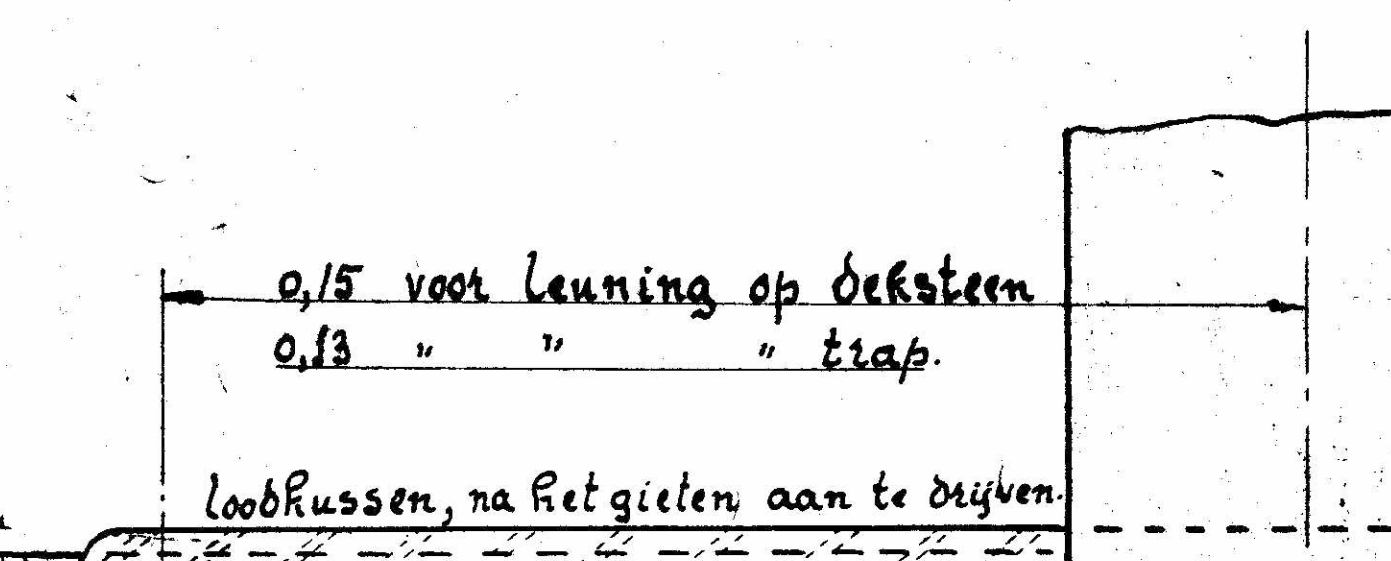 0,15 voor leuning op deksteen
0,13 " " " trap.
loodkussen, na het gieten aan te drijven.